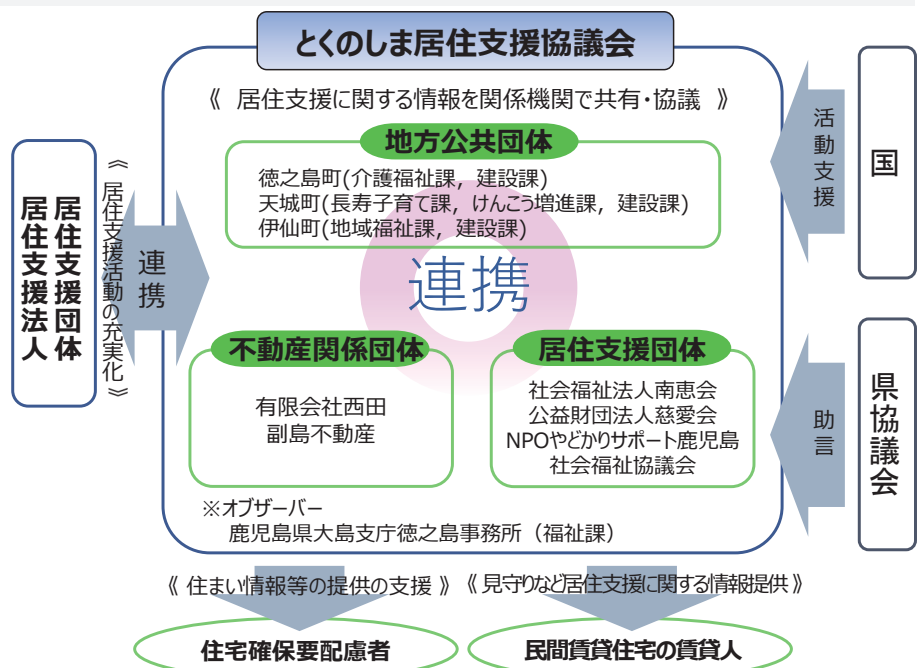 とくのしま居住支援協議会
《 居住支援に関する情報を関係機関で共有・協議 》
地方公共団体
徳之島町(介護福祉課，建設課)
天城町(長寿子育て課，けんこう増進課，建設課)
伊仙町(地域福祉課，建設課)
連携
不動産関係団体
有限会社西田
副島不動産
居住支援団体
社会福祉法人南恵会
公益財団法人慈愛会
NPOやどかりサポート鹿児島
社会福祉協議会
※オブザーバー
鹿児島県大島支庁徳之島事務所（福祉課）
居住支援団体
居住支援法人
《居住支援活動の充実化》
連携
国
活動支援
県協議会
助言
《 住まい情報等の提供の支援 》
《 見守りなど居住支援に関する情報提供 》
住宅確保要配慮者
民間賃貸住宅の賃貸人